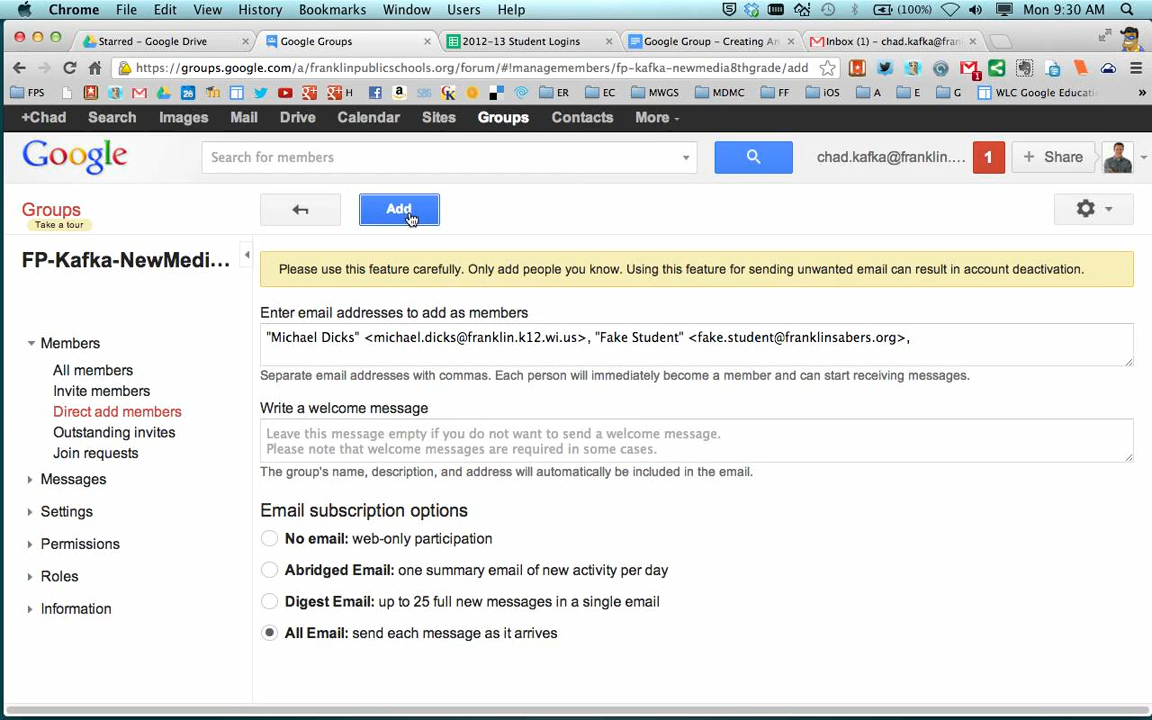 Chrome File Edit View History Bookmarks Window Users Help (100%) Mon 9:30 AM
Starred – Google Drive Google Groups 2012-13 Student Logins Google Group – Creating An Inbox (1) – chad.kafka@fran
https://groups.google.com/a/franklinpublicschools.org/forum/#!managemembers/fp-kafka-newmedia8thgrade/add
FPS 26 H SBS ER EC MWGS MDMC FF iOS A E G WLC Google Educati »
+Chad Search Images Mail Drive Calendar Sites Groups Contacts More
Google Search for members chad.kafka@franklin.... 1 + Share
Groups Add
Take a tour
FP-Kafka-NewMedi...
Please use this feature carefully. Only add people you know. Using this feature for sending unwanted email can result in account deactivation.
Enter email addresses to add as members
"Michael Dicks" <michael.dicks@franklin.k12.wi.us>, "Fake Student" <fake.student@franklinsabers.org>,
Separate email addresses with commas. Each person will immediately become a member and can start receiving messages.
Write a welcome message
Leave this message empty if you do not want to send a welcome message.
Please note that welcome messages are required in some cases.
The group's name, description, and address will automatically be included in the email.
Email subscription options
No email: web-only participation
Abridged Email: one summary email of new activity per day
Digest Email: up to 25 full new messages in a single email
All Email: send each message as it arrives
Members
All members
Invite members
Direct add members
Outstanding invites
Join requests
Messages
Settings
Permissions
Roles
Information